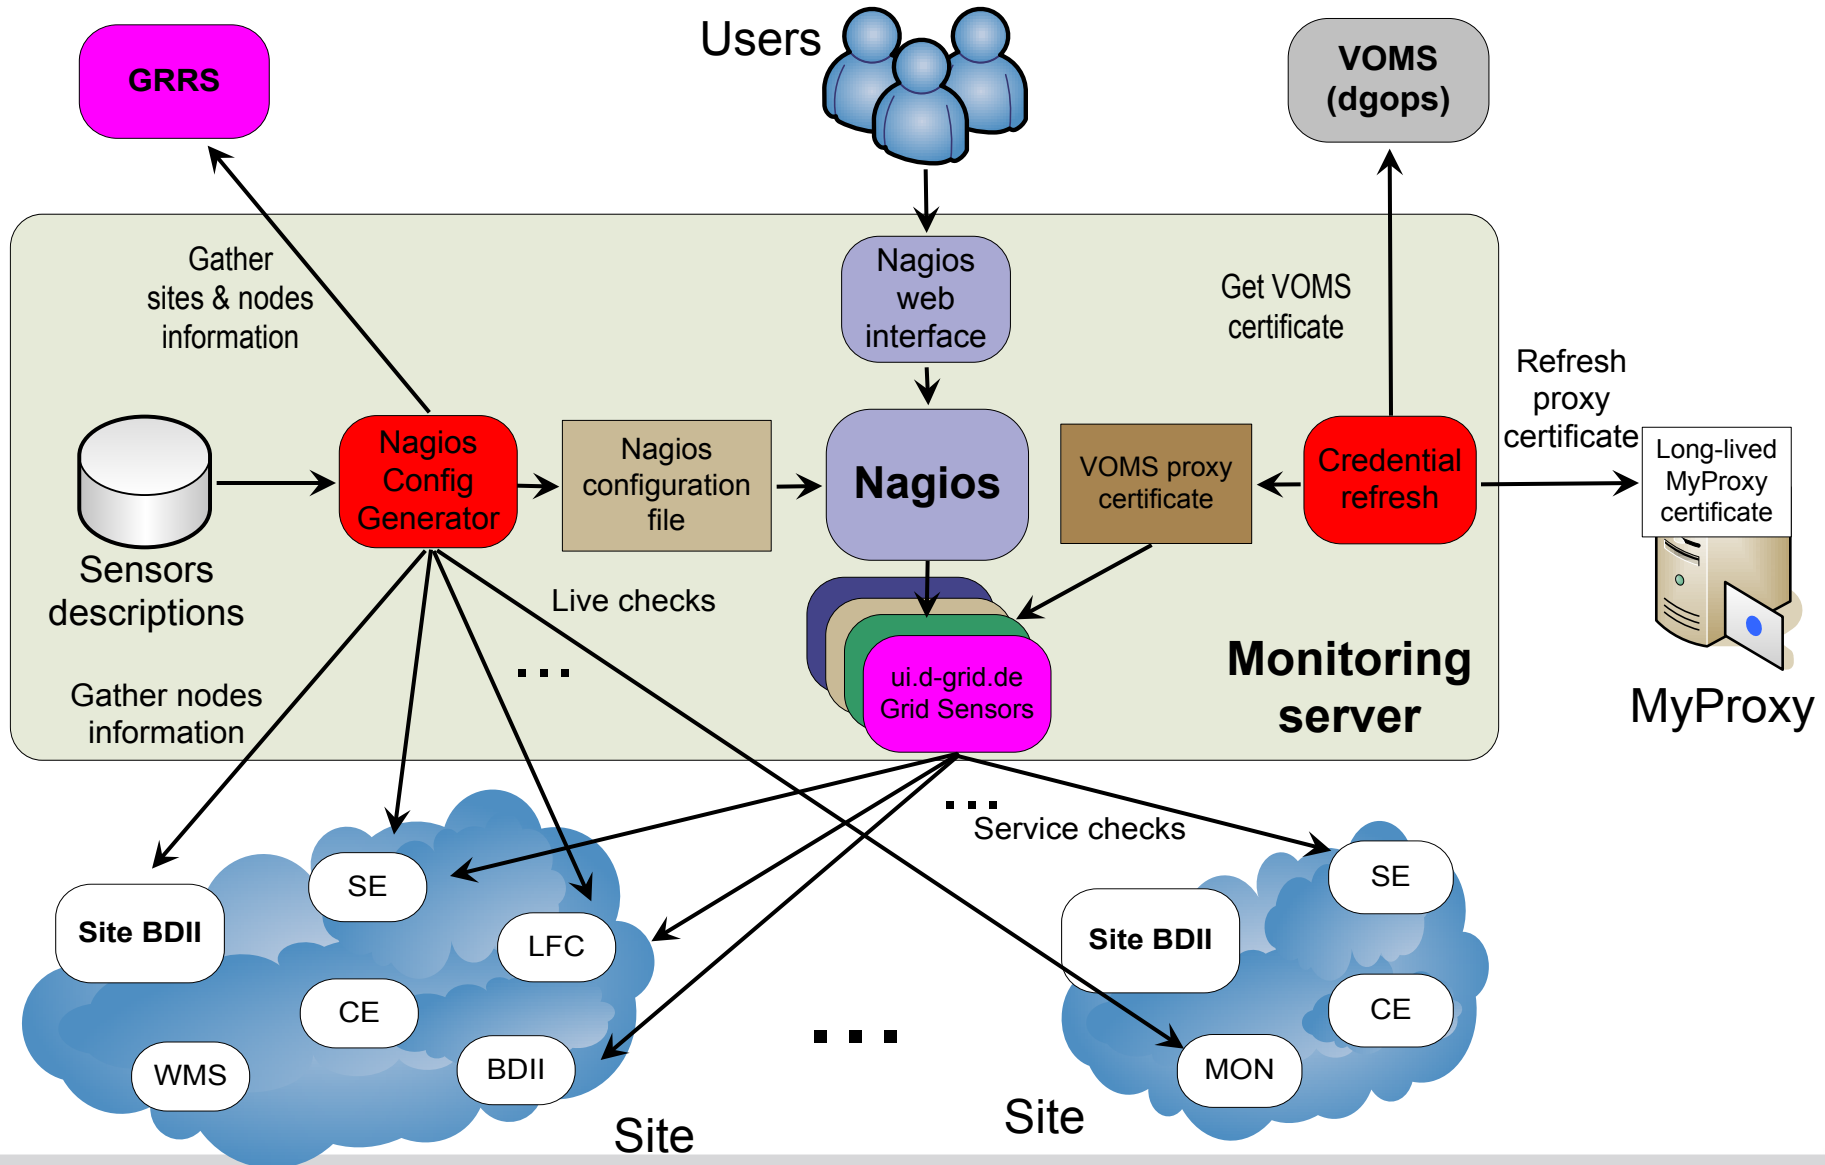 Users
GRRS
VOMS
(dgops)
Gather
sites & nodes
information
Nagios
web
interface
Get VOMS
certificate
Refresh
proxy
certificate
Sensors
descriptions
Nagios
Config
Generator
Nagios
configuration
file
Nagios
VOMS proxy
certificate
Credential
refresh
Long-lived
MyProxy
certificate
Live checks
...
Gather nodes
information
ui.d-grid.de
Grid Sensors
Monitoring
server
MyProxy
...
Service checks
SE
Site BDII
LFC
CE
WMS
BDII
Site
...
SE
Site BDII
CE
MON
Site